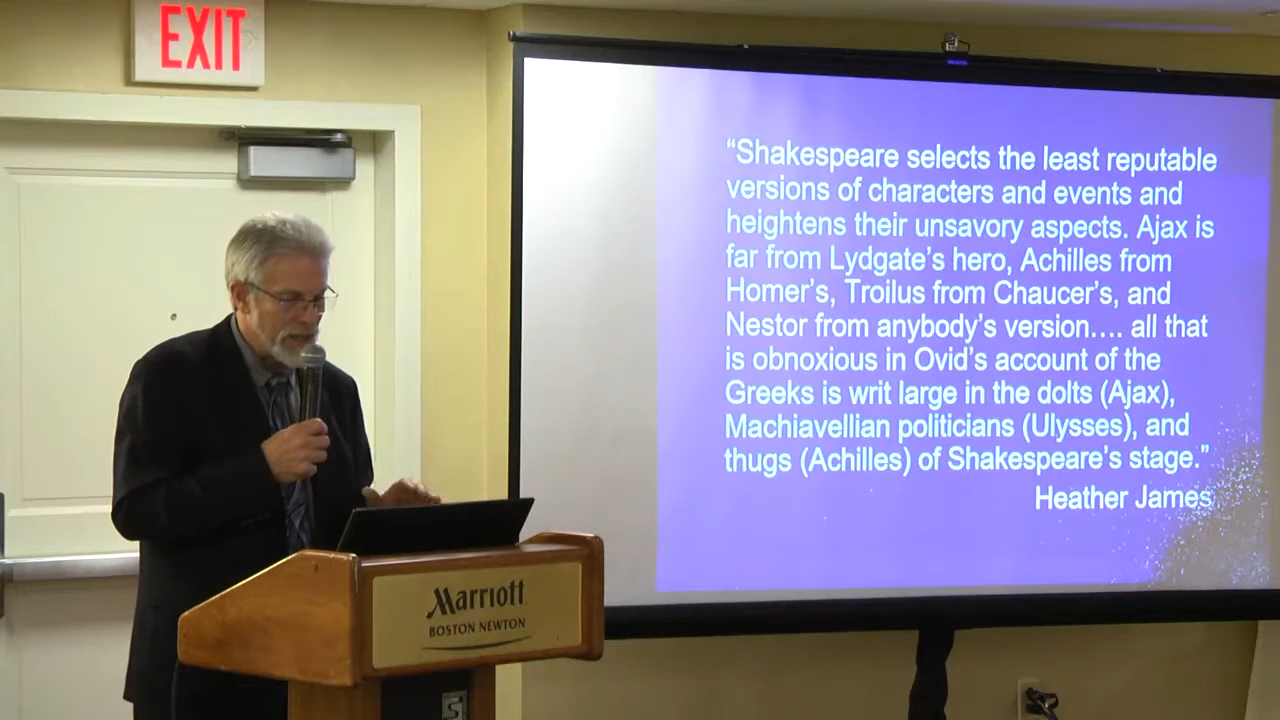 EXIT
“Shakespeare selects the least reputable
versions of characters and events and
heightens their unsavory aspects. Ajax is
far from Lydgate’s hero, Achilles from
Homer’s, Troilus from Chaucer’s, and
Nestor from anybody’s version.... all that
is obnoxious in Ovid’s account of the
Greeks is writ large in the dolts (Ajax),
Machiavellian politicians (Ulysses), and
thugs (Achilles) of Shakespeare’s stage.”
Heather James
Marriott
BOSTON NEWTON